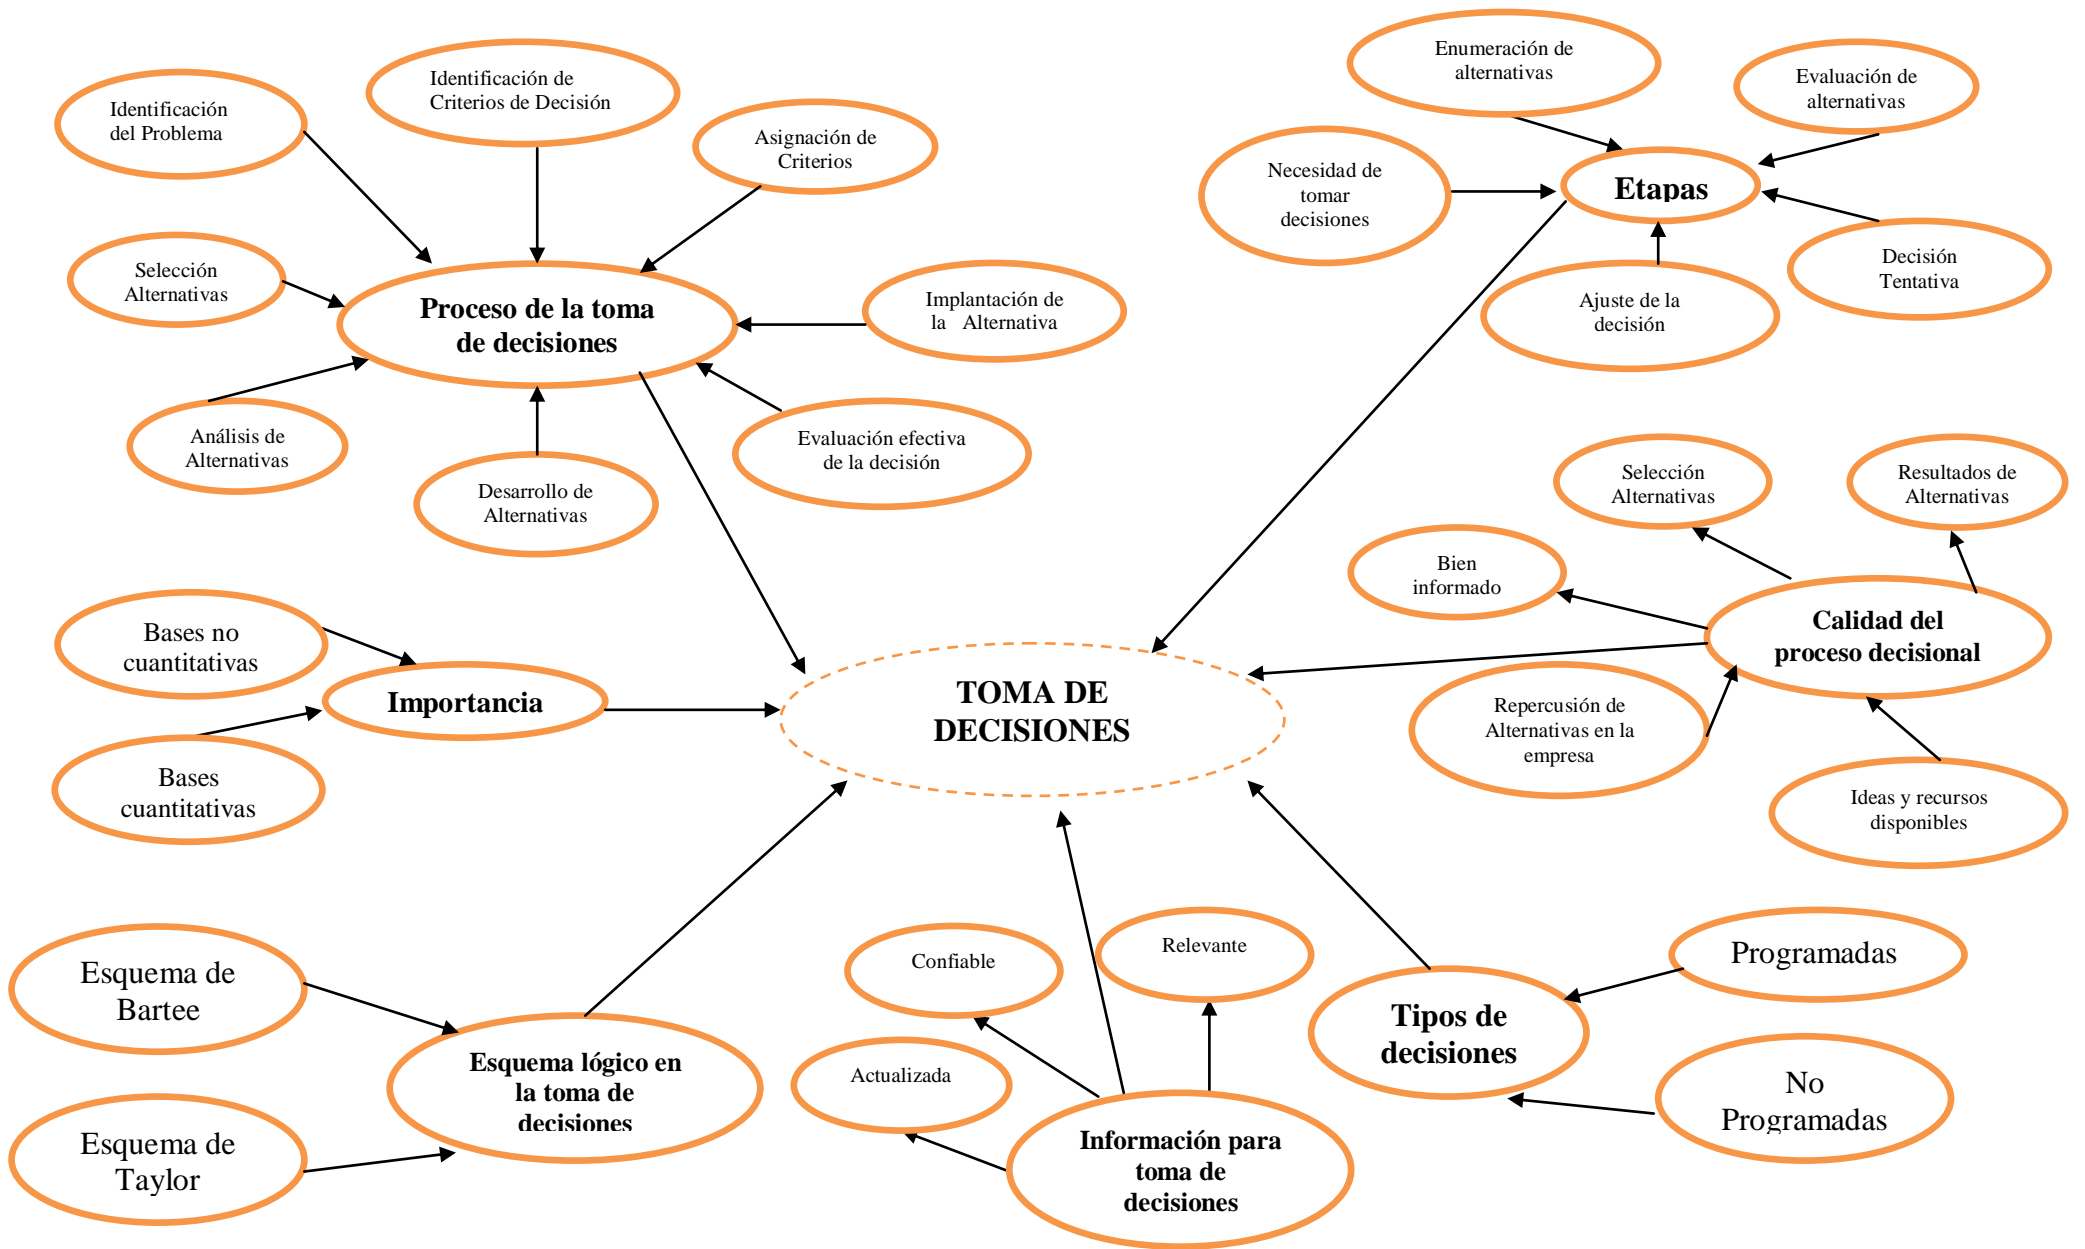 Enumeración de
alternativas
Identificación de
Criterios de Decisión
Evaluación de
alternativas
Identificación
del Problema
Asignación de
Criterios
Necesidad de
tomar
decisiones
Etapas
Selección
Alternativas
Decisión
Tentativa
Proceso de la toma
de decisiones
Implantación de
la Alternativa
Ajuste de la
decisión
Análisis de
Alternativas
Evaluación efectiva
de la decisión
Desarrollo de
Alternativas
Selección
Alternativas
Resultados de
Alternativas
Bien
informado
Calidad del
proceso decisional
Bases no
cuantitativas
Importancia
TOMA DE
DECISIONES
Repercusión de
Alternativas en la
empresa
Bases
cuantitativas
Ideas y recursos
disponibles
Esquema de
Bartee
Confiable
Relevante
Programadas
Tipos de
decisiones
Esquema lógico en
la toma de
decisiones
Actualizada
No
Programadas
Esquema de
Taylor
Información para
toma de
decisiones